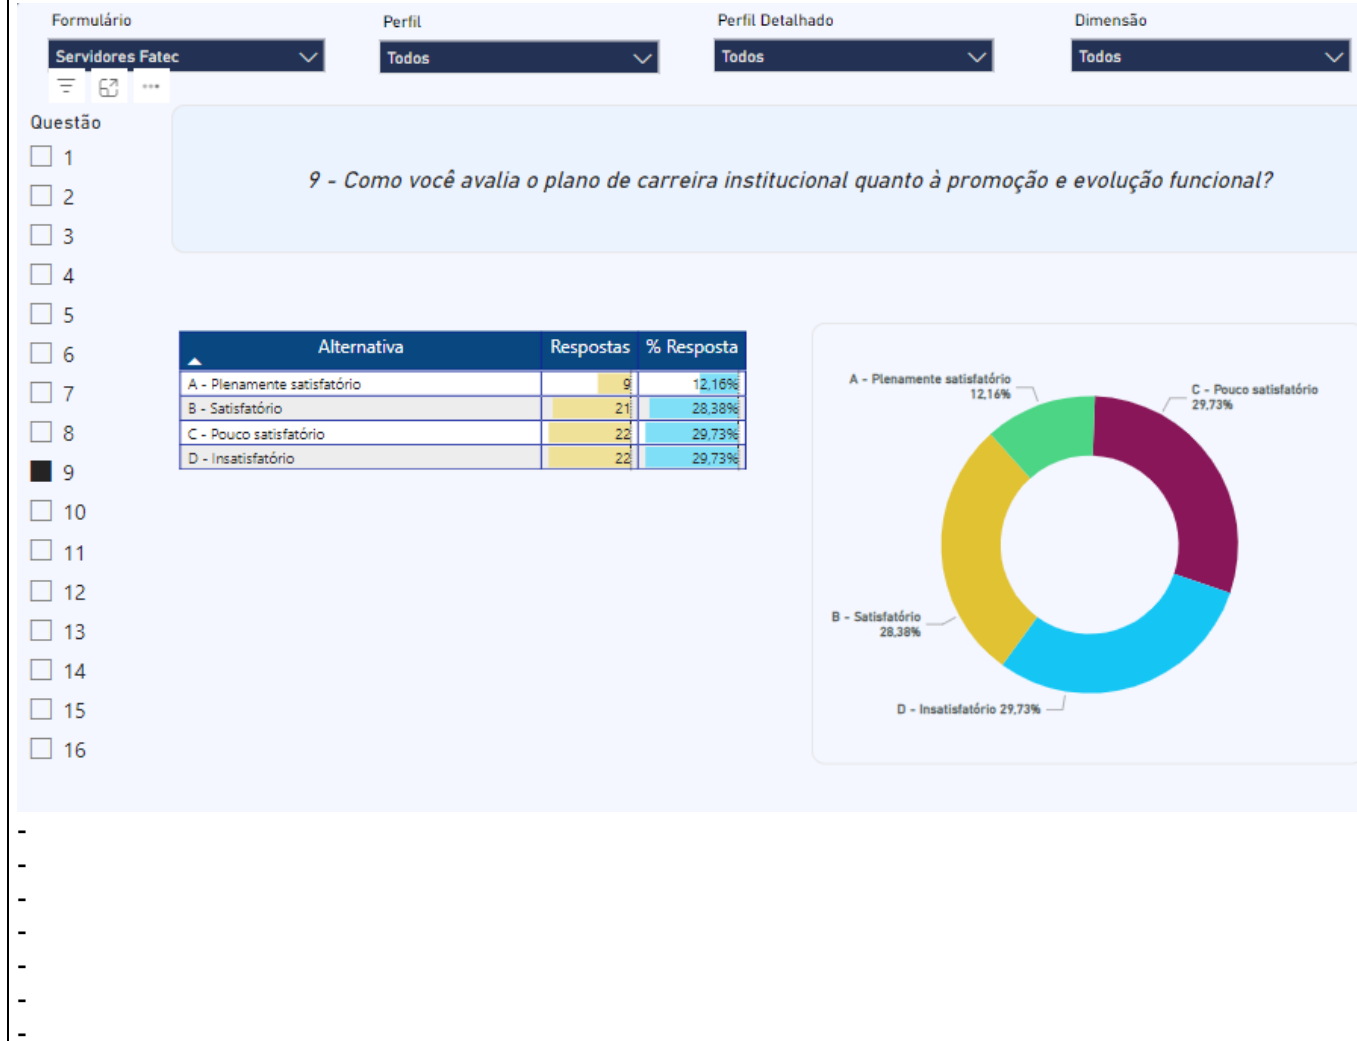 Formulário
Perfil
Perfil Detalhado
Dimensão
Servidores Fatec
Todos
Todos
Todos
Questão
1
2
3
4
5
6
7
8
9
10
11
12
13
14
15
16
9 - Como você avalia o plano de carreira institucional quanto à promoção e evolução funcional?
Alternativa Respostas % Resposta
A - Plenamente satisfatório 9 12,16%
B - Satisfatório 21 28,38%
C - Pouco satisfatório 22 29,73%
D - Insatisfatório 22 29,73%
A - Plenamente satisfatório
12,16%
C - Pouco satisfatório
29,73%
B - Satisfatório
28,38%
D - Insatisfatório 29,73%
-
-
-
-
-
-
-